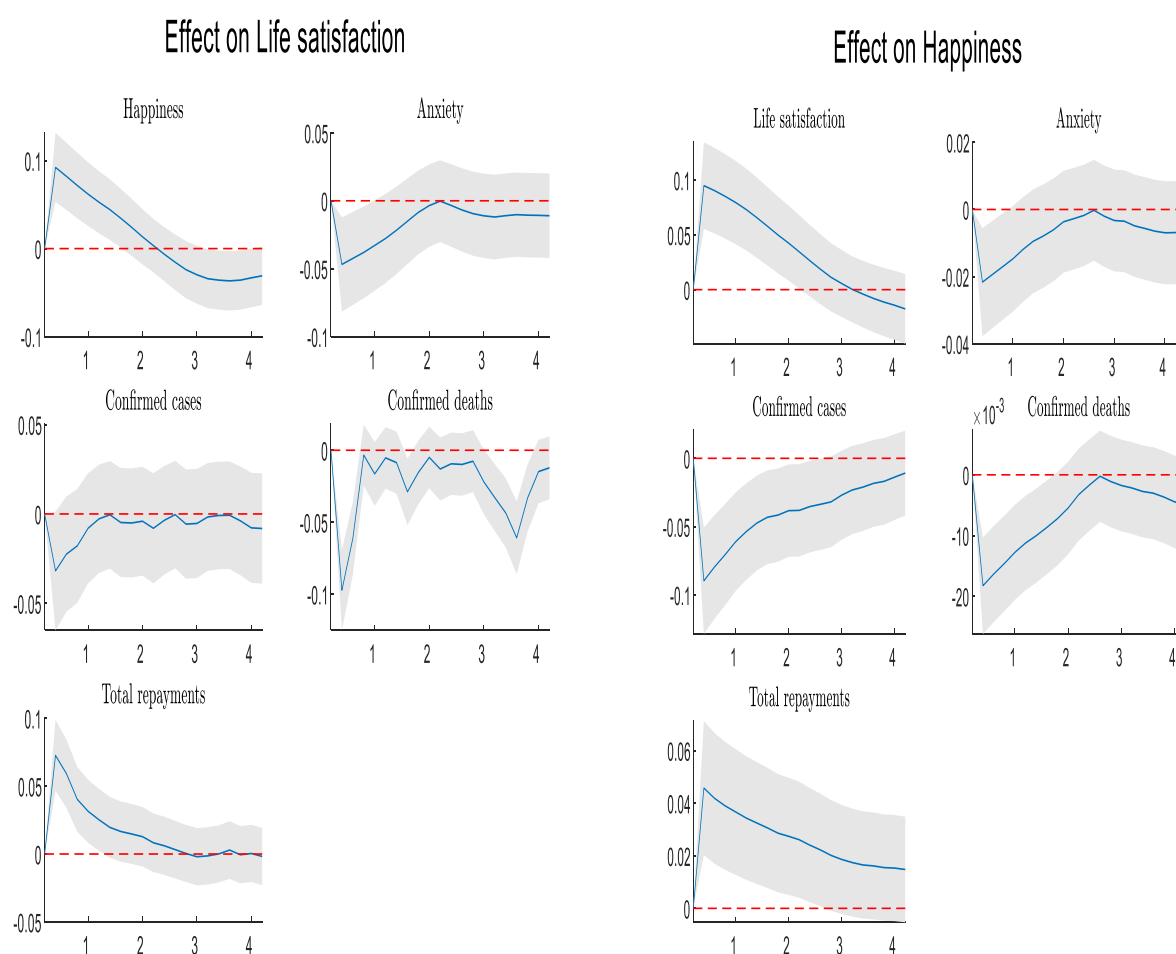 Effect on Life satisfaction
Happiness
0.1
0
-0.1
1 2 3 4
Anxiety
0.05
0
-0.05
-0.1
1 2 3 4
Confirmed cases
0.05
0
-0.05
1 2 3 4
Confirmed deaths
0
-0.05
-0.1
1 2 3 4
Total repayments
0.1
0.05
0
-0.05
1 2 3 4
Effect on Happiness
Life satisfaction
0.1
0.05
0
1 2 3 4
Anxiety
0.02
0
-0.02
-0.04
1 2 3 4
Confirmed cases
0
-0.05
-0.1
1 2 3 4
×10-3 Confirmed deaths
0
-10
-20
1 2 3 4
Total repayments
0.06
0.04
0.02
0
1 2 3 4